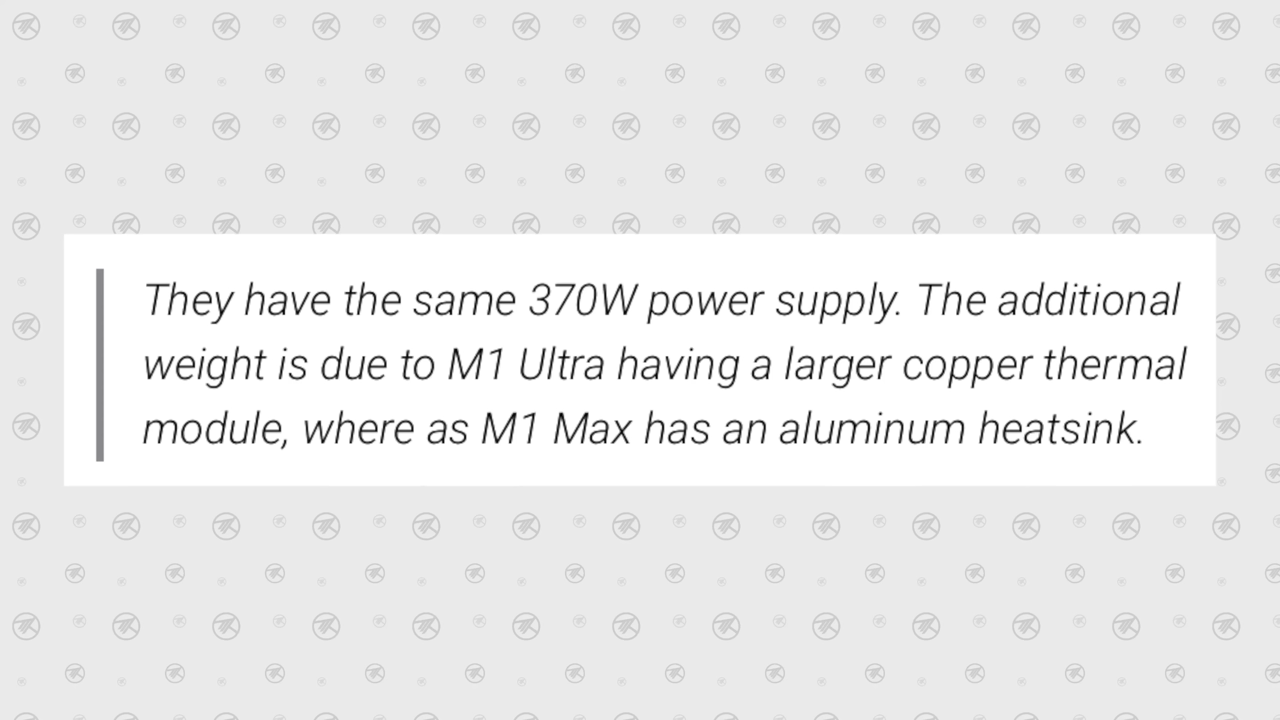 They have the same 370W power supply. The additional
weight is due to M1 Ultra having a larger copper thermal
module, where as M1 Max has an aluminum heatsink.